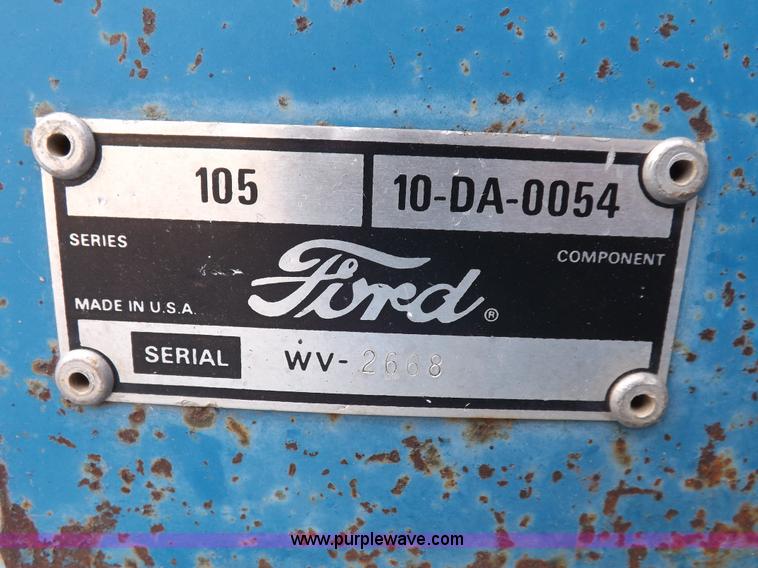 105 10-DA-0054
SERIES COMPONENT
Ford ®
MADE IN U.S.A.
SERIAL WV-2668
www.purplewave.com